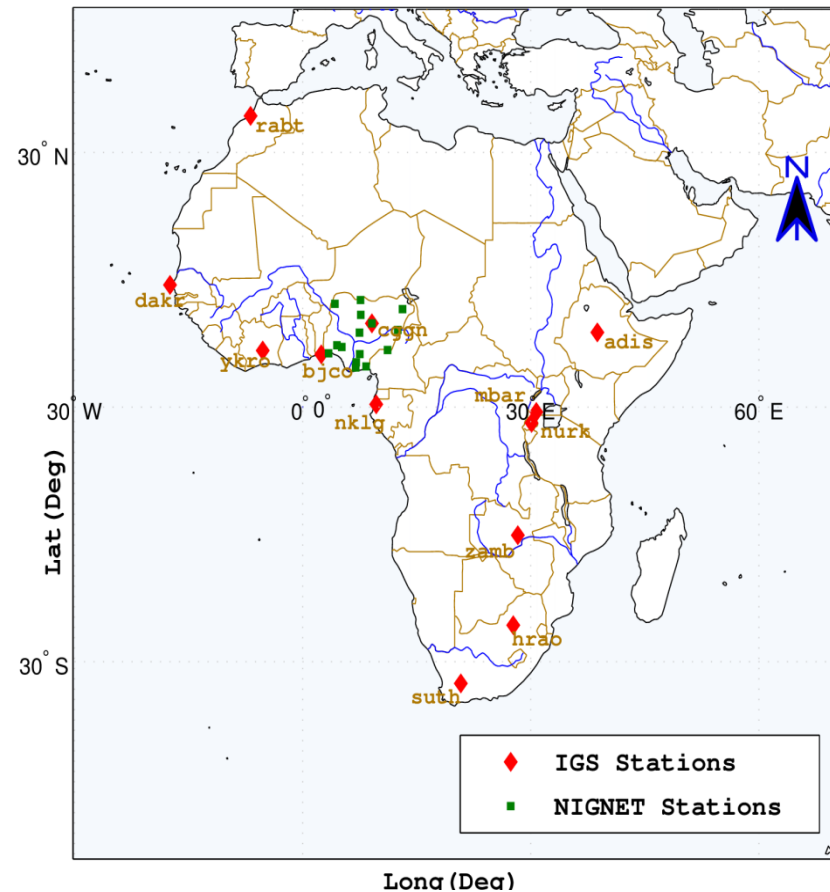 N
rabt
30° N
dakr
cggn
ykro
bjco
adis
mbar
30° W
0°
0°
30° E
60° E
nklg
nurk
Lat(Deg)
zamb
hrao
30° S
suth
IGS Stations
NIGNET Stations
Long(Deg)